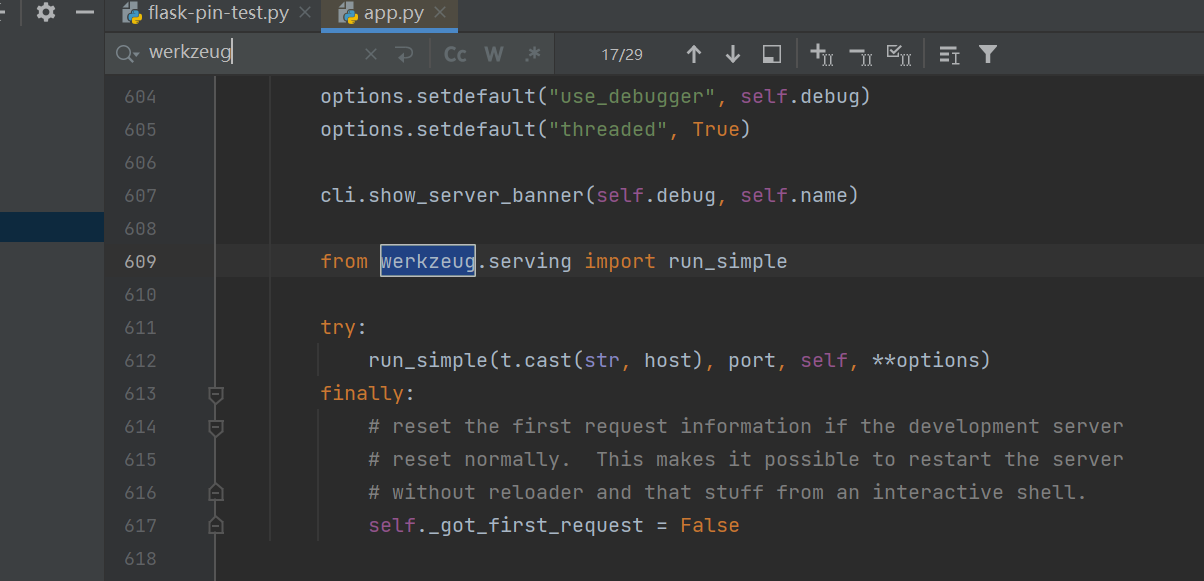 flask-pin-test.py
app.py
werkzeug
Cc W .*
17/29
604 options.setdefault("use_debugger", self.debug)
605 options.setdefault("threaded", True)
606
607 cli.show_server_banner(self.debug, self.name)
608
609 from werkzeug.serving import run_simple
610
611 try:
612 run_simple(t.cast(str, host), port, self, **options)
613 finally:
614 # reset the first request information if the development server
615 # reset normally.  This makes it possible to restart the server
616 # without reloader and that stuff from an interactive shell.
617 self._got_first_request = False
618